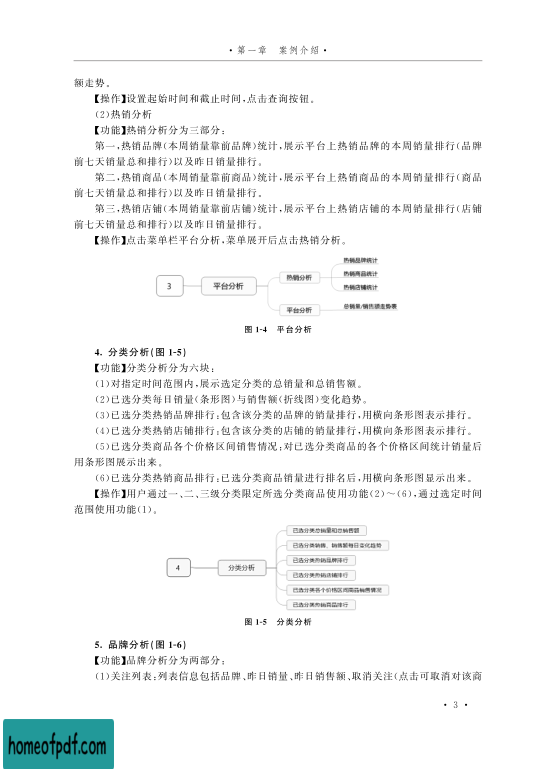 · 第一章　案例介绍 ·
额走势。
【操作】设置起始时间和截止时间,点击查询按钮。
(2)热销分析
【功能】热销分析分为三部分:
第一,热销品牌(本周销量靠前品牌)统计,展示平台上热销品牌的本周销量排行(品牌
前七天销量总和排行)以及昨日销量排行。
第二,热销商品(本周销量靠前商品)统计,展示平台上热销商品的本周销量排行(商品
前七天销量总和排行)以及昨日销量排行。
第三,热销店铺(本周销量靠前店铺)统计,展示平台上热销店铺的本周销量排行(店铺
前七天销量总和排行)以及昨日销量排行。
【操作】点击菜单栏平台分析,菜单展开后点击热销分析。
3
平台分析
热销分析
热销品牌统计
热销商品统计
热销店铺统计
平台分析
总销量/销售额走势表
图 1-4　平台分析
4. 分类分析(图 1-5)
【功能】分类分析分为六块:
(1)对指定时间范围内,展示选定分类的总销量和总销售额。
(2)已选分类每日销量(条形图)与销售额(折线图)变化趋势。
(3)已选分类热销品牌排行:包含该分类的品牌的销量排行,用横向条形图表示排行。
(4)已选分类热销店铺排行:包含该分类的店铺的销量排行,用横向条形图表示排行。
(5)已选分类商品各个价格区间销售情况:对已选分类商品的各个价格区间统计销量后
用条形图展示出来。
(6)已选分类热销商品排行:已选分类商品销量进行排名后,用横向条形图显示出来。
【操作】用户通过一、二、三级分类限定所选分类商品使用功能(2)～(6),通过选定时间
范围使用功能(1)。
4
分类分析
已选分类总销量和总销售额
已选分类销量、销售额每日变化趋势
已选分类热销品牌排行
已选分类热销店铺排行
已选分类各个价格区间商品销售情况
已选分类热销商品排行
图 1-5　分类分析
5. 品牌分析(图 1-6)
【功能】品牌分析分为两部分:
(1)关注列表:列表信息包括品牌、昨日销量、昨日销售额、取消关注(点击可取消对该商
· 3 ·
homeofpdf.com